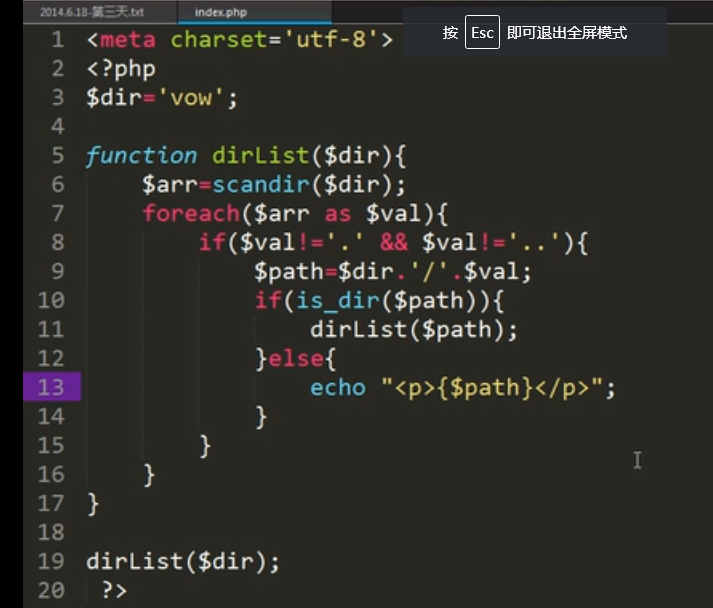 2014.6.18-第三天.txt index.php
按 Esc 即可退出全屏模式
1 <meta charset='utf-8'>
2 <?php
3 $dir='vow';
4
5 function dirList($dir){
6     $arr=scandir($dir);
7     foreach($arr as $val){
8         if($val!='.' && $val!='..'){
9             $path=$dir.'/'.$val;
10             if(is_dir($path)){
11                 dirList($path);
12             }else{
13                 echo "<p>{$path}</p>";
14             }
15         }
16     }
17 }
18
19 dirList($dir);
20  ?>